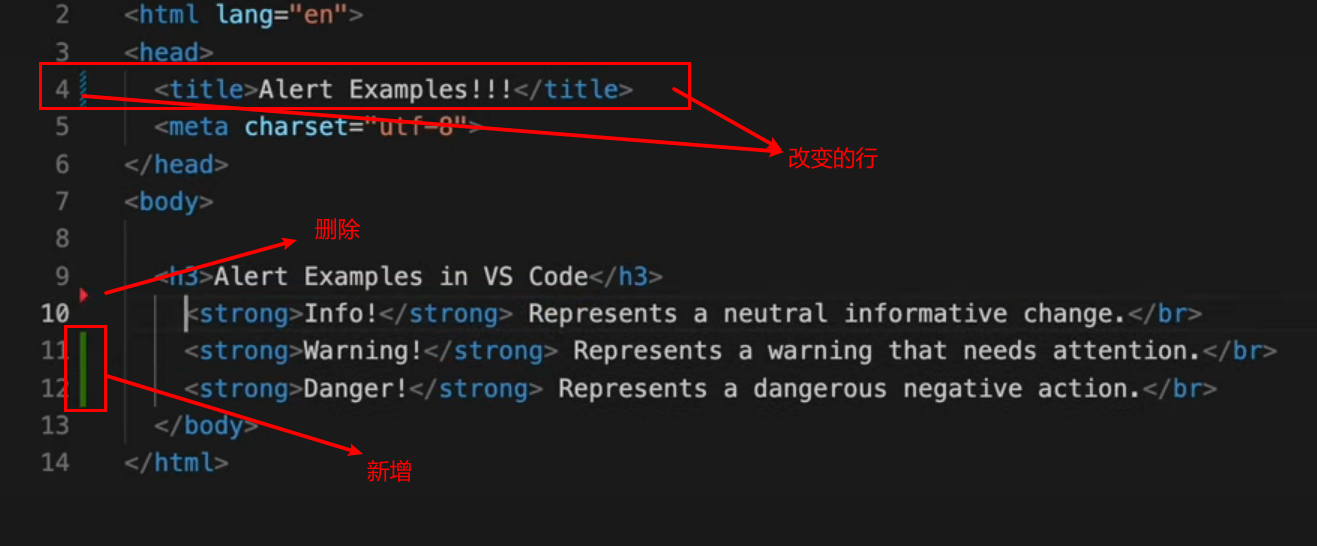 2 <html lang="en">
3 <head>
4 <title>Alert Examples!!!</title>
5 <meta charset="utf-8">
改变的行
6 </head>
7 <body>
删除
8
9 <h3>Alert Examples in VS Code</h3>
10 <strong>Info!</strong> Represents a neutral informative change.</br>
11 <strong>Warning!</strong> Represents a warning that needs attention.</br>
12 <strong>Danger!</strong> Represents a dangerous negative action.</br>
13 </body>
14 </html>
新增